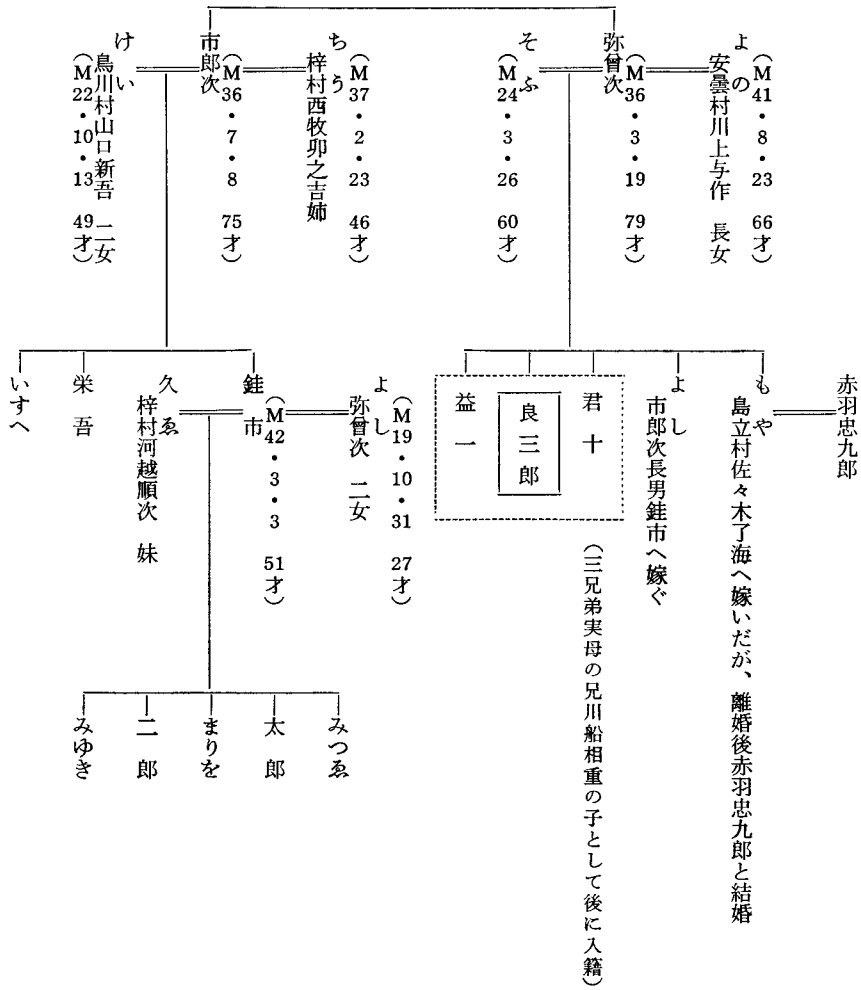 よの
安曇村川上与作 長女
（M41・8・23 66才）
弥曾次
（M36・3・19 79才）
そふ
（M24・3・26 60才）
ちう
梓村西牧卯之吉姉
（M37・2・23 46才）
市郎次
（M36・7・8 75才）
けい
烏川村山口新吾 二女
（M22・10・13 49才）
赤羽忠九郎
もや
島立村佐々木了海へ嫁いだが、離婚後赤羽忠九郎と結婚
よし
市郎次長男銈市へ嫁ぐ
君十
良三郎
益一
（三兄弟実母の兄川船相重の子として後に入籍）
よし
弥曾次 二女
（M19・10・31 27才）
銈市
（M42・3・3 51才）
久ゑ
梓村河越順次 妹
栄吾
いすへ
みつゑ
太郎
まりを
二郎
みゆき